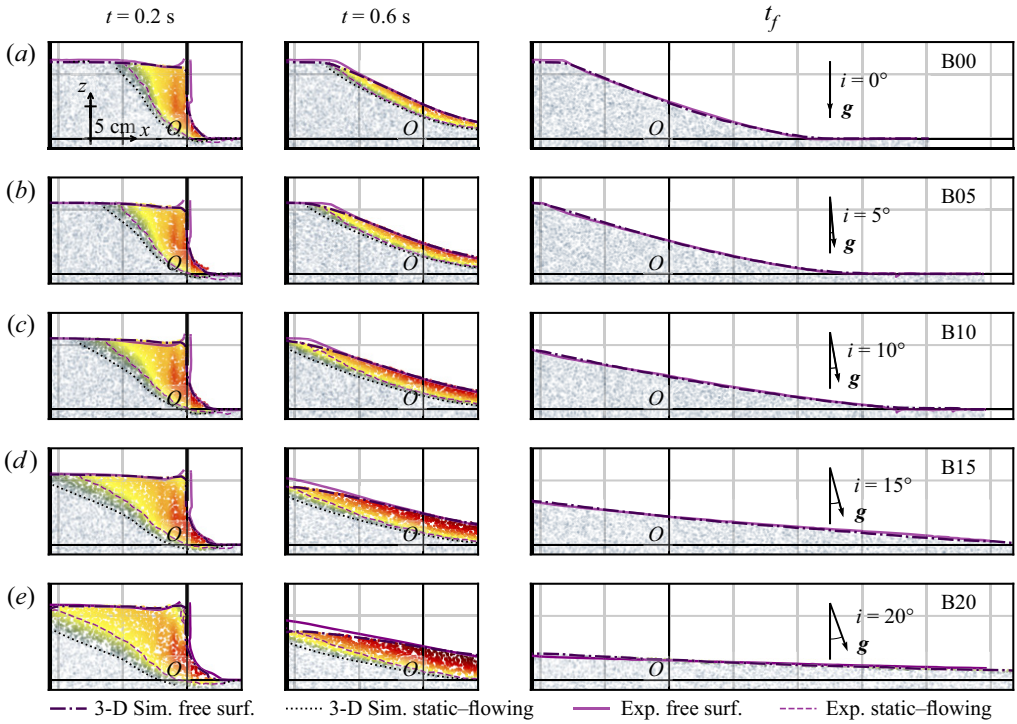 t = 0.2 s t = 0.6 s t_f
(a) B00
z i = 0°
5 cm x O O O g
(b) B05
i = 5°
O O O g
(c) B10
i = 10°
O O O g
(d) B15
i = 15°
O O O g
(e) B20
i = 20°
O O O g
3-D Sim. free surf. 3-D Sim. static–flowing Exp. free surf. Exp. static–flowing